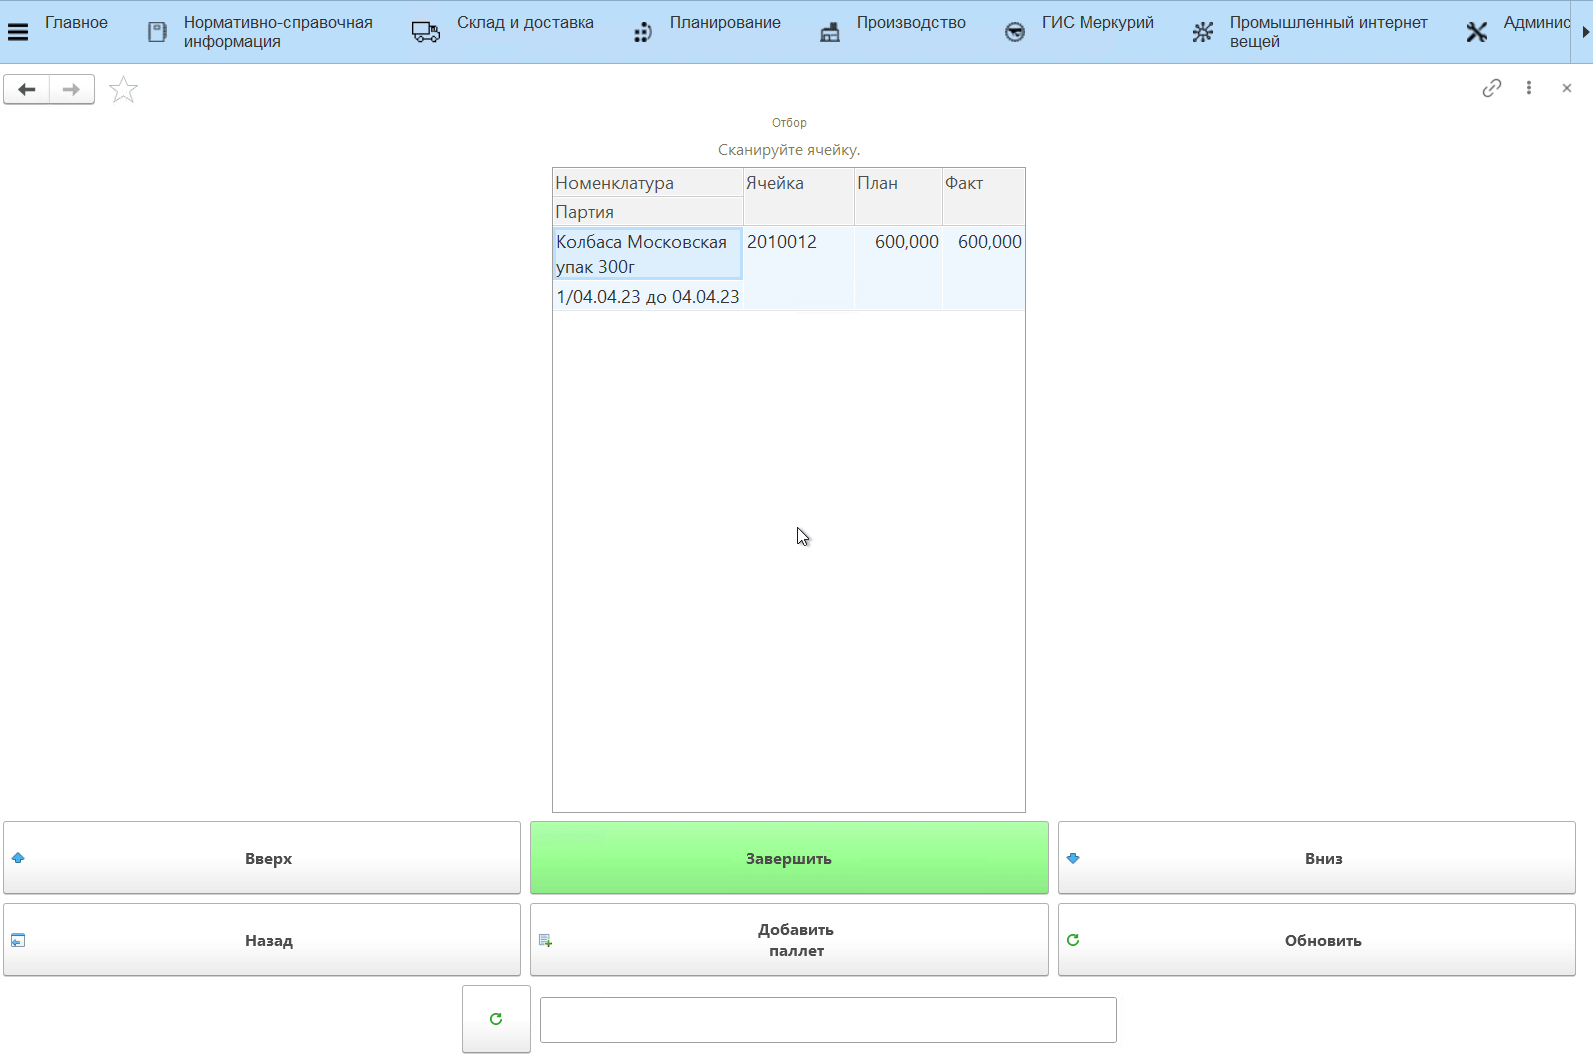 Главное
Нормативно-справочная
информация
Склад и доставка
Планирование
Производство
ГИС Меркурий
Промышленный интернет
вещей
Админис
Отбор
Сканируйте ячейку.
Номенклатура
Ячейка
План
Факт
Партия
Колбаса Московская
упак 300г
2010012
600,000
600,000
1/04.04.23 до 04.04.23
Вверх
Завершить
Вниз
Назад
Добавить
паллет
Обновить